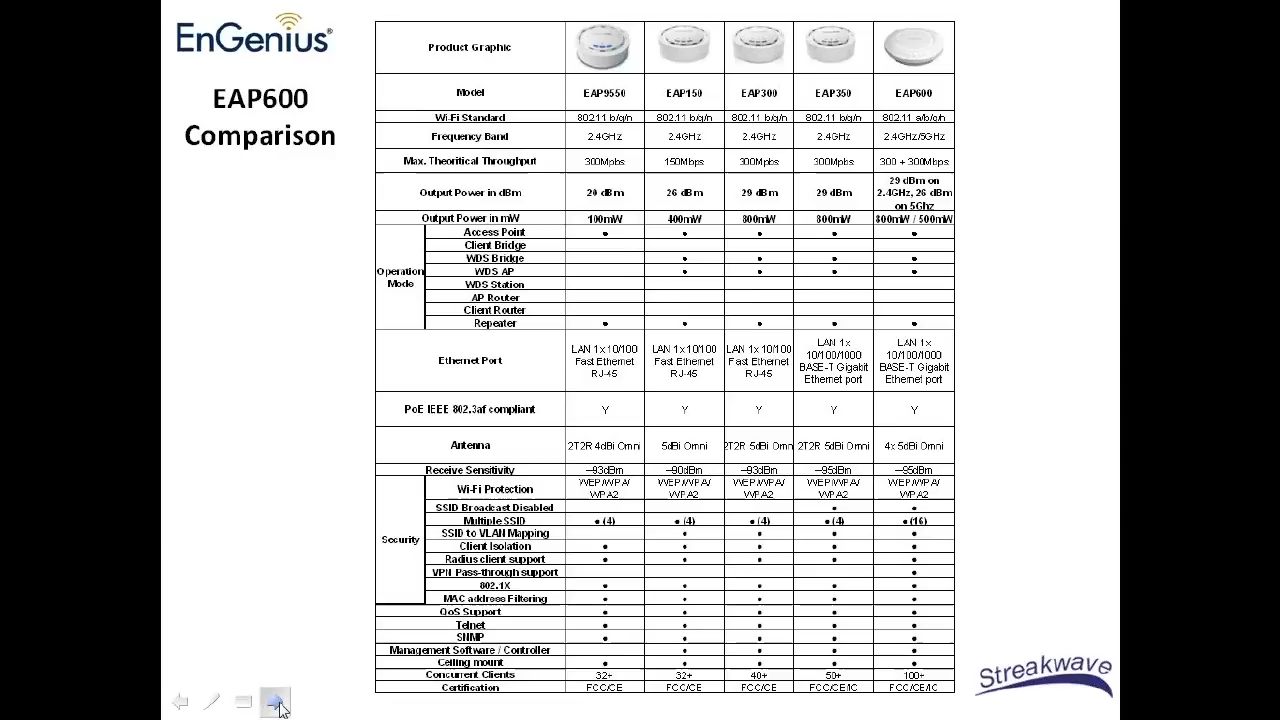 EnGenius®
EAP600
Comparison
Product Graphic
Model EAP9550 EAP150 EAP300 EAP350 EAP600
Wi-Fi Standard 802.11 b/g/n 802.11 b/g/n 802.11 b/g/n 802.11 b/g/n 802.11 a/b/g/n
Frequency Band 2.4GHz 2.4GHz 2.4GHz 2.4GHz 2.4GHz/5GHz
Max. Theoritical Throughput 300Mpbs 150Mbps 300Mpbs 300Mpbs 300 + 300Mbps
Output Power in dBm 20 dBm 26 dBm 29 dBm 29 dBm 29 dBm on
2.4GHz, 26 dBm
on 5Ghz
Output Power in mW 100mW 400mW 800mW 800mW 800mW / 500mW
Operation
Mode
Access Point ● ● ● ● ●
Client Bridge
WDS Bridge ● ● ● ●
WDS AP ● ● ● ●
WDS Station
AP Router
Client Router
Repeater ● ● ● ● ●
Ethernet Port
LAN 1x 10/100
Fast Ethernet
RJ-45
LAN 1x 10/100
Fast Ethernet
RJ-45
LAN 1x 10/100
Fast Ethernet
RJ-45
LAN 1x
10/100/1000
BASE-T Gigabit
Ethernet port
LAN 1x
10/100/1000
BASE-T Gigabit
Ethernet port
PoE IEEE 802.3af compliant Y Y Y Y Y
Antenna 2T2R 4dBi Omni 5dBi Omni 2T2R 5dBi Omn 2T2R 5dBi Omni 4x 5dBi Omni
Receive Sensitivity –93dBm –90dBm –93dBm –95dBm –95dBm
Security
Wi-Fi Protection
WEP/WPA/
WPA2
WEP/WPA/
WPA2
WEP/WPA/
WPA2
WEP/WPA/
WPA2
WEP/WPA/
WPA2
SSID Broadcast Disabled ● ●
Multiple SSID ● (4) ● (4) ● (4) ● (4) ● (16)
SSID to VLAN Mapping ● ● ● ●
Client Isolation ● ● ● ● ●
Radius client support ● ● ● ● ●
VPN Pass-through support ●
802.1X ● ● ● ● ●
MAC address Filtering ● ● ● ● ●
QoS Support ● ● ● ● ●
Telnet ● ● ● ● ●
SNMP ● ● ● ● ●
Management Software / Controller ● ● ● ●
Ceiling mount ● ● ● ● ●
Concurrent Clients 32+ 32+ 40+ 50+ 100+
Certification FCC/CE FCC/CE FCC/CE FCC/CE/IC FCC/CE/IC
Streakwave